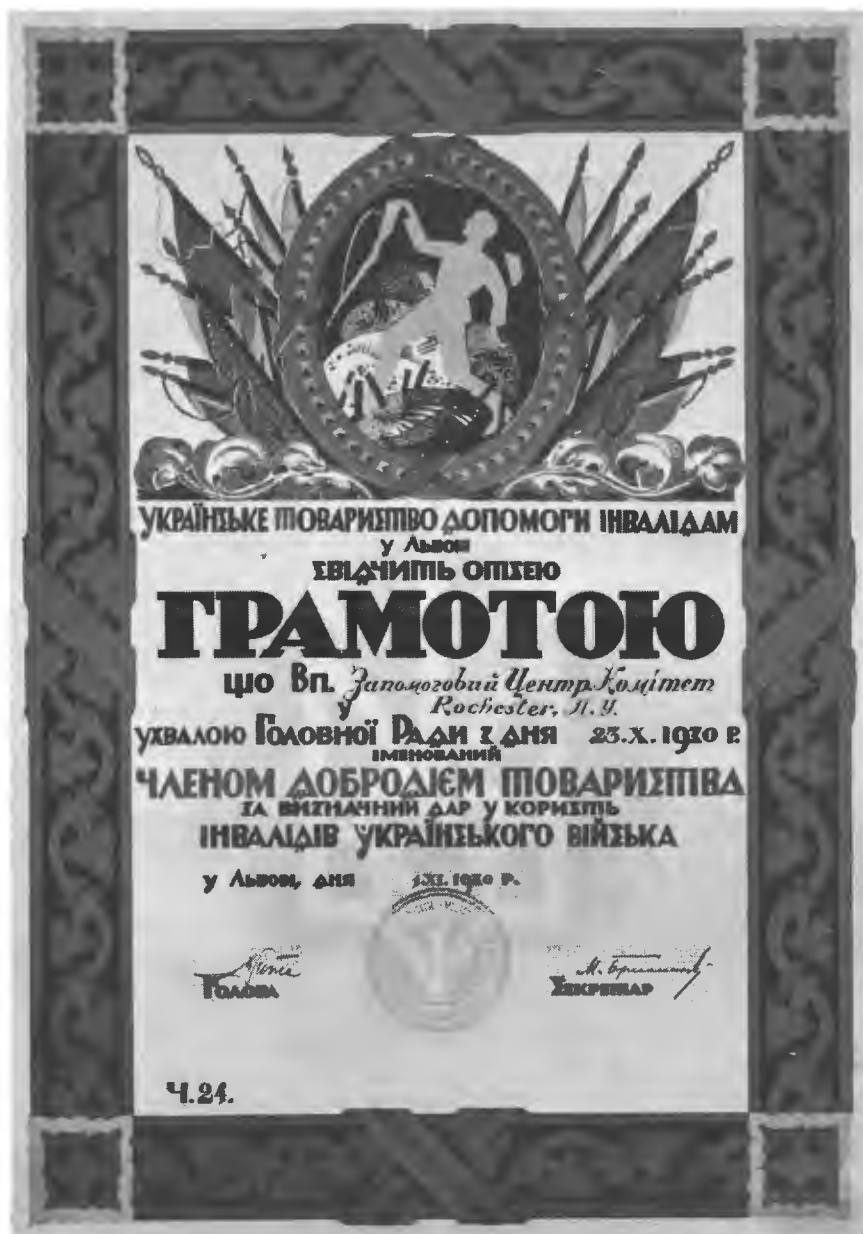 УКРАЇНСЬКЕ ТОВАРИСТВО ДОПОМОГИ ІНВАЛІДАМ
у Львові
СВІДЧИТЬ ОТСЕЮ
ГРАМОТОЮ
що Вп. Запомоговий Центр. Комітет
у Rochester, N. Y.
УХВАЛОЮ ГОЛОВНОЇ РАДИ З ДНЯ 23.X.1930 Р.
ІМЕНОВАНИЙ
ЧЛЕНОМ ДОБРОДІЄМ ТОВАРИСТВА
ЗА ВИЗНАЧНИЙ ДАР У КОРИСТЬ
ІНВАЛІДІВ УКРАЇНСЬКОГО ВІЙСЬКА
у Львові, дня 1.XI.1930 Р.
ГОЛОВА СЕКРЕТАР
Ч.24.